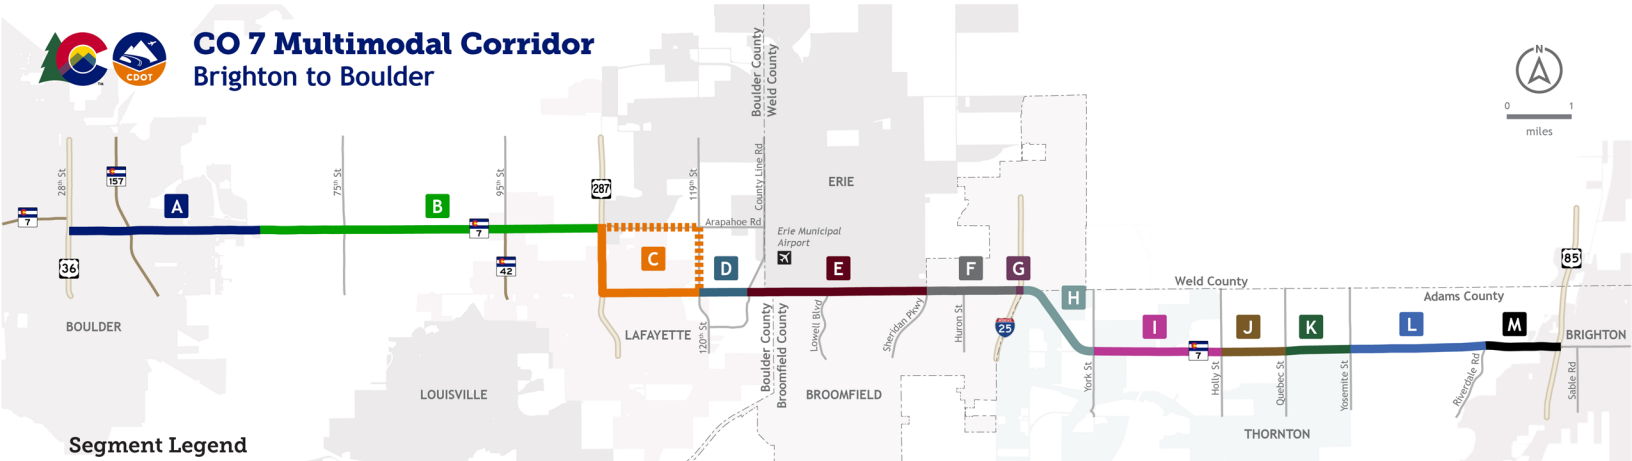 CO 7 Multimodal Corridor
Brighton to Boulder
CDOT
TM
Boulder County
Weld County
N
0 1
miles
28th St
157
75th St
95th St
287
119th St
County Line Rd
ERIE
7
A
B
7
Arapahoe Rd
Erie Municipal
Airport
85
36
42
C
D
E
F
G
H
Weld County
Adams County
BOULDER
LAFAYETTE
120th St
Boulder County
Broomfield County
Lowell Blvd
Sheridan Pkwy
Huron St
INTERSTATE
25
I
7
J
K
L
M
BRIGHTON
York St
Holly St
Quebec St
Yosemite St
Riverdale Rd
Sable Rd
LOUISVILLE
BROOMFIELD
THORNTON
Segment Legend